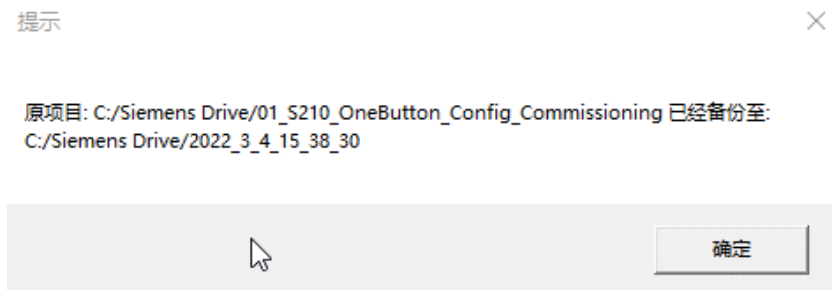 提示
原项目: C:/Siemens Drive/01_S210_OneButton_Config_Commissioning 已经备份至:
C:/Siemens Drive/2022_3_4_15_38_30
确定